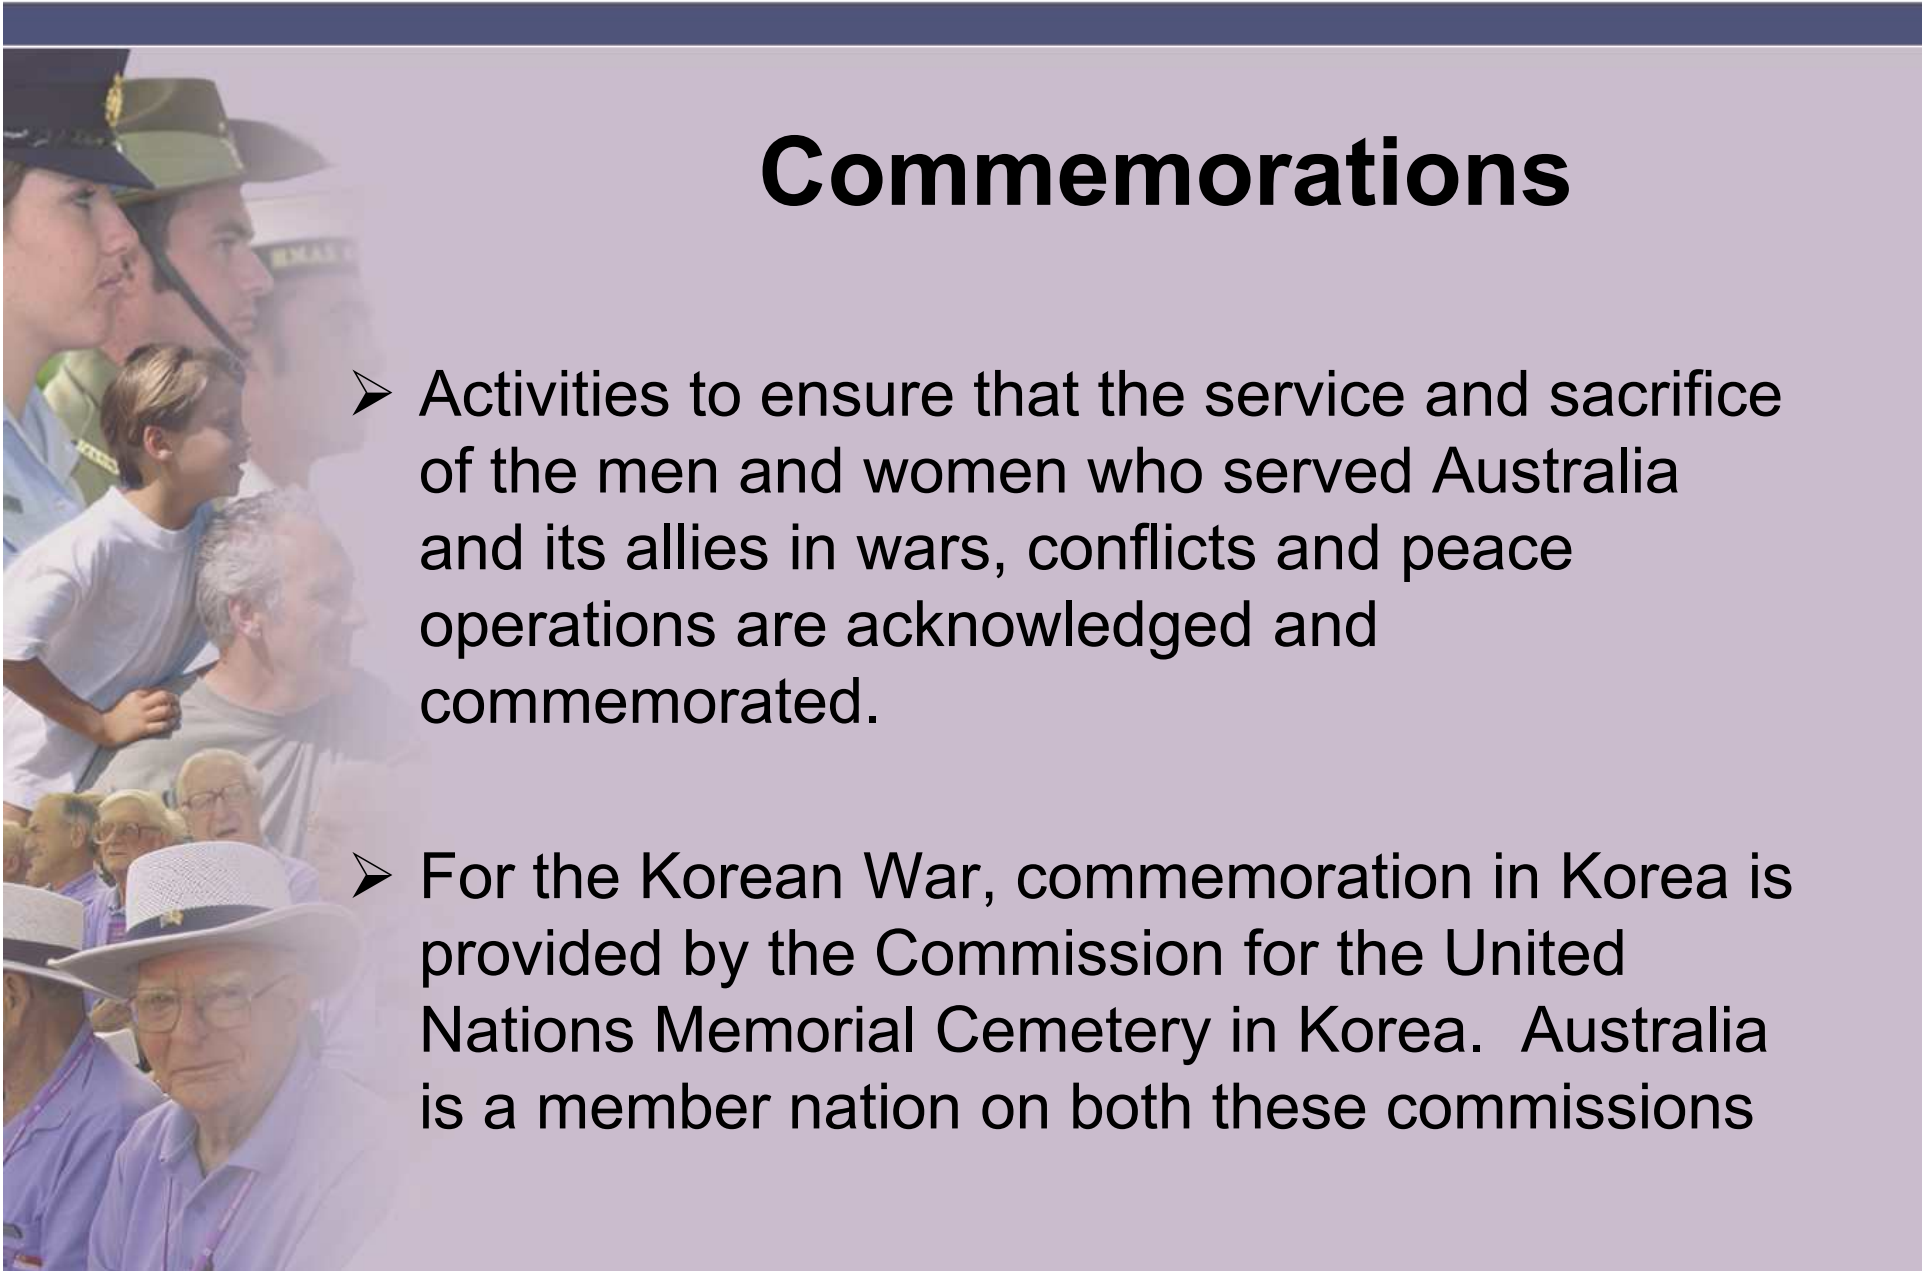 Commemorations
HMAS
➢ Activities to ensure that the service and sacrifice
of the men and women who served Australia
and its allies in wars, conflicts and peace
operations are acknowledged and
commemorated.
➢ For the Korean War, commemoration in Korea is
provided by the Commission for the United
Nations Memorial Cemetery in Korea.  Australia
is a member nation on both these commissions